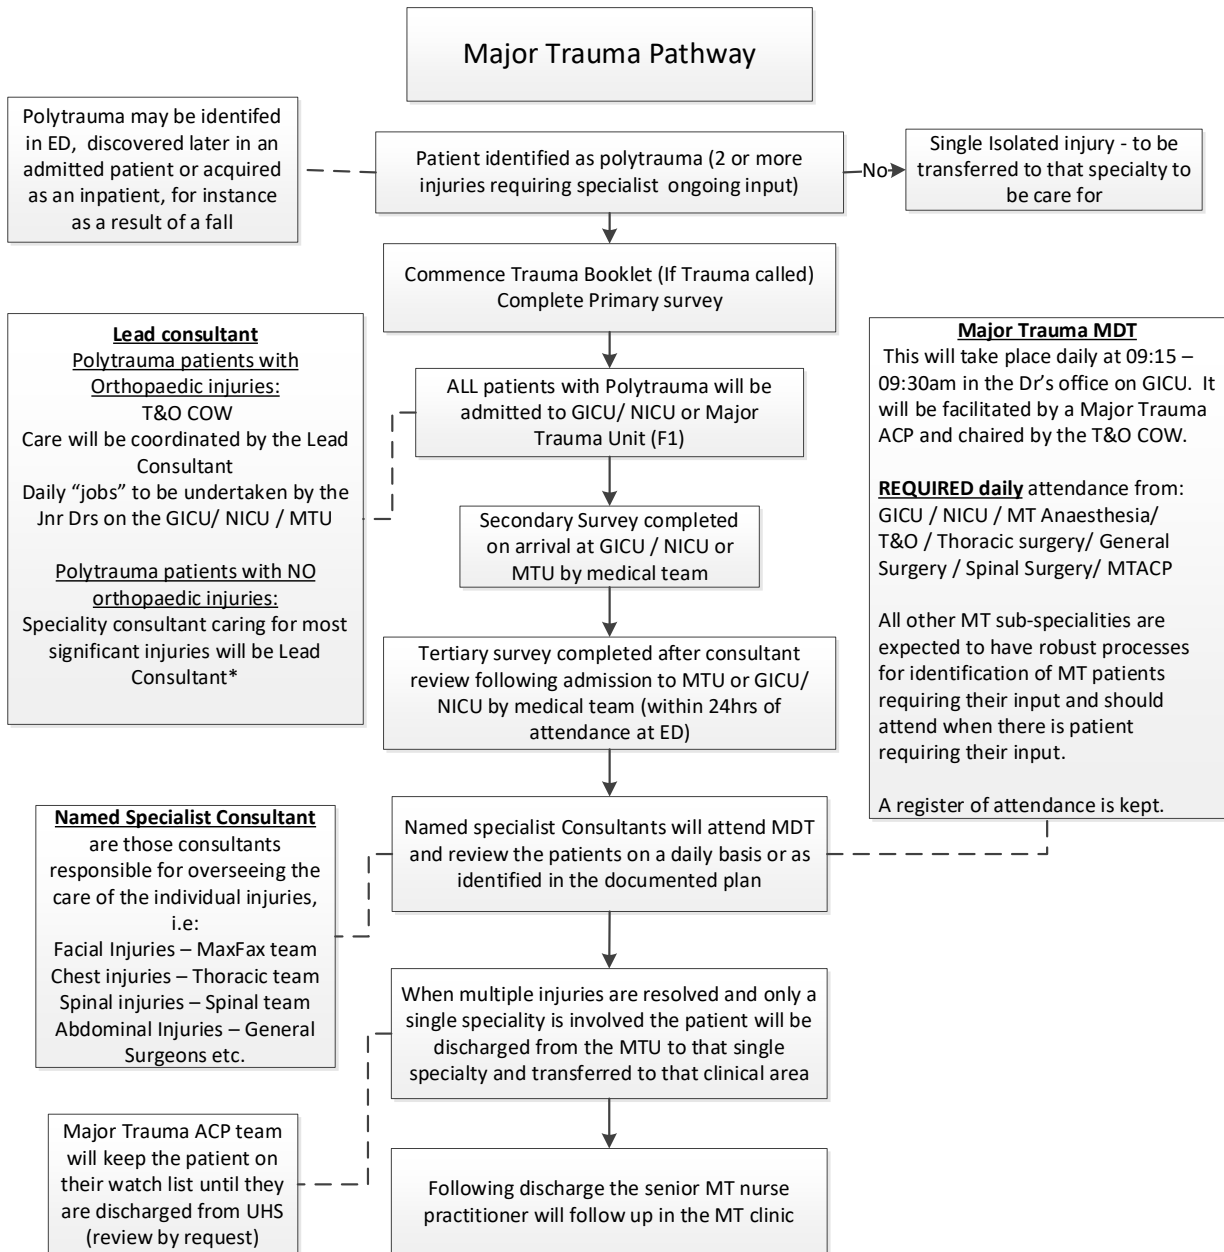 Major Trauma Pathway
Polytrauma may be identifed
in ED, discovered later in an
admitted patient or acquired
as an inpatient, for instance
as a result of a fall
Patient identified as polytrauma (2 or more
injuries requiring specialist ongoing input)
No
Single Isolated injury - to be
transferred to that specialty to
be care for
Commence Trauma Booklet (If Trauma called)
Complete Primary survey
Lead consultant
Polytrauma patients with
Orthopaedic injuries:
T&O COW
Care will be coordinated by the Lead
Consultant
Daily “jobs” to be undertaken by the
Jnr Drs on the GICU/ NICU / MTU
Polytrauma patients with NO
orthopaedic injuries:
Speciality consultant caring for most
significant injuries will be Lead
Consultant*
ALL patients with Polytrauma will be
admitted to GICU/ NICU or Major
Trauma Unit (F1)
Major Trauma MDT
This will take place daily at 09:15 –
09:30am in the Dr’s office on GICU. It
will be facilitated by a Major Trauma
ACP and chaired by the T&O COW.
REQUIRED daily attendance from:
GICU / NICU / MT Anaesthesia/
T&O / Thoracic surgery/ General
Surgery / Spinal Surgery/ MTACP
All other MT sub-specialities are
expected to have robust processes
for identification of MT patients
requiring their input and should
attend when there is patient
requiring their input.
A register of attendance is kept.
Secondary Survey completed
on arrival at GICU / NICU or
MTU by medical team
Tertiary survey completed after consultant
review following admission to MTU or GICU/
NICU by medical team (within 24hrs of
attendance at ED)
Named Specialist Consultant
are those consultants
responsible for overseeing the
care of the individual injuries,
i.e:
Facial Injuries – MaxFax team
Chest injuries – Thoracic team
Spinal injuries – Spinal team
Abdominal Injuries – General
Surgeons etc.
Named specialist Consultants will attend MDT
and review the patients on a daily basis or as
identified in the documented plan
When multiple injuries are resolved and only a
single speciality is involved the patient will be
discharged from the MTU to that single
specialty and transferred to that clinical area
Major Trauma ACP team
will keep the patient on
their watch list until they
are discharged from UHS
(review by request)
Following discharge the senior MT nurse
practitioner will follow up in the MT clinic